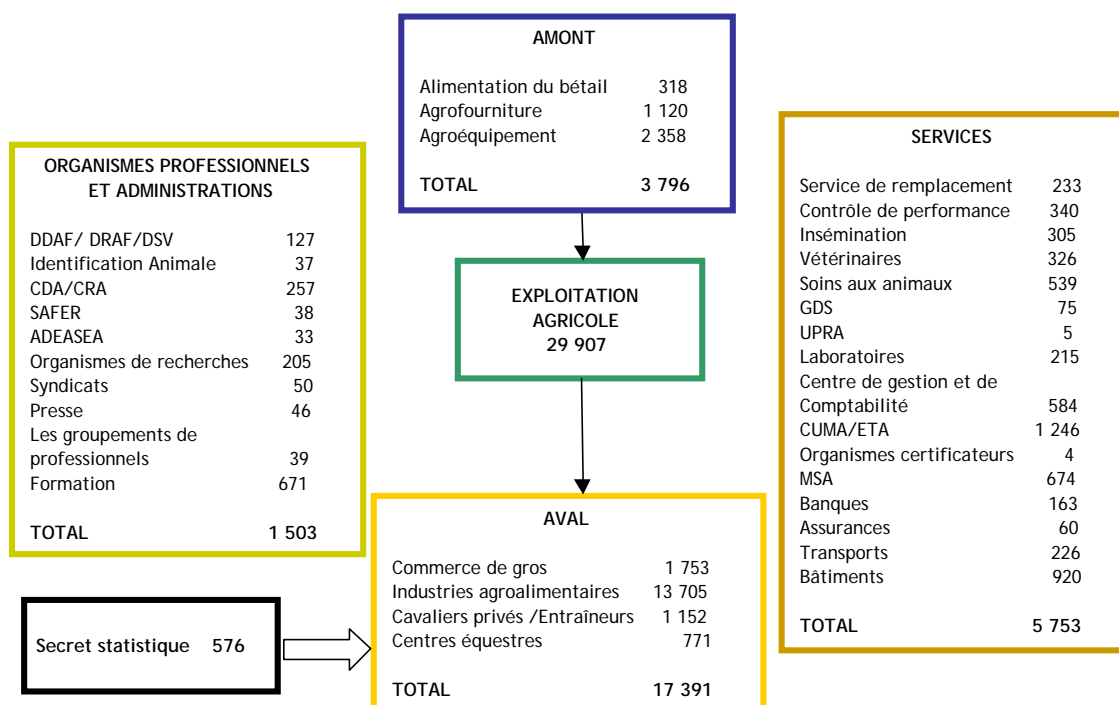 AMONT
Alimentation du bétail 318
Agrofourniture 1 120
Agroéquipement 2 358
TOTAL 3 796
ORGANISMES PROFESSIONNELS
ET ADMINISTRATIONS
DDAF/ DRAF/DSV 127
Identification Animale 37
CDA/CRA 257
SAFER 38
ADEASEA 33
Organismes de recherches 205
Syndicats 50
Presse 46
Les groupements de
professionnels 39
Formation 671
TOTAL 1 503
EXPLOITATION
AGRICOLE
29 907
SERVICES
Service de remplacement 233
Contrôle de performance 340
Insémination 305
Vétérinaires 326
Soins aux animaux 539
GDS 75
UPRA 5
Laboratoires 215
Centre de gestion et de
Comptabilité 584
CUMA/ETA 1 246
Organismes certificateurs 4
MSA 674
Banques 163
Assurances 60
Transports 226
Bâtiments 920
TOTAL 5 753
Secret statistique 576
AVAL
Commerce de gros 1 753
Industries agroalimentaires 13 705
Cavaliers privés /Entraîneurs 1 152
Centres équestres 771
TOTAL 17 391